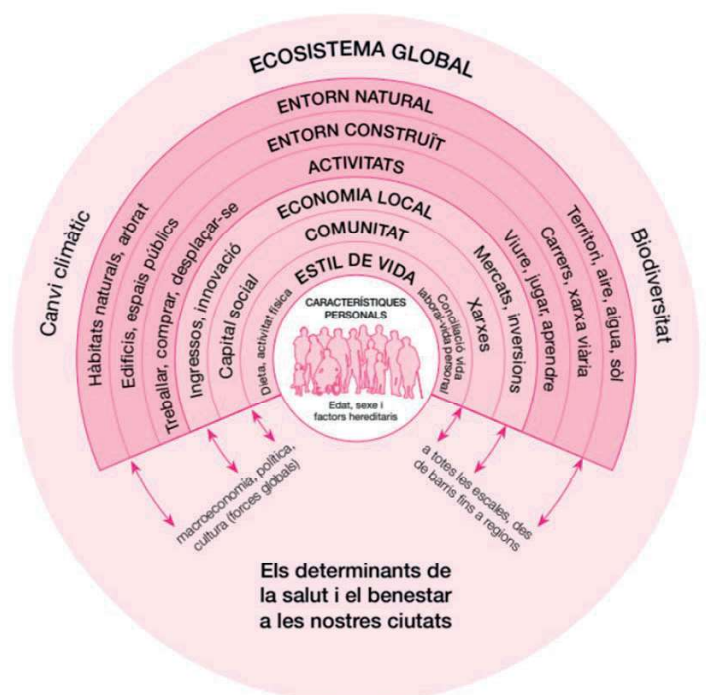 ECOSISTEMA GLOBAL
Canvi climàtic
Biodiversitat
ENTORN NATURAL
Hàbitats naturals, arbrat
Territori, aire, aigua, sòl
ENTORN CONSTRUÏT
Edificis, espais públics
Carrers, xarxa viària
ACTIVITATS
Treballar, comprar, desplaçar-se
Viure, jugar, aprendre
ECONOMIA LOCAL
Ingressos, innovació
Mercats, inversions
COMUNITAT
Capital social
Xarxes
ESTIL DE VIDA
Dieta, activitat física
Conciliació vida
laboral-vida personal
CARACTERÍSTIQUES
PERSONALS
Edat, sexe i
factors hereditaris
macroeconomia, política,
cultura (forces globals)
a totes les escales, des
de barris fins a regions
Els determinants de
la salut i el benestar
a les nostres ciutats